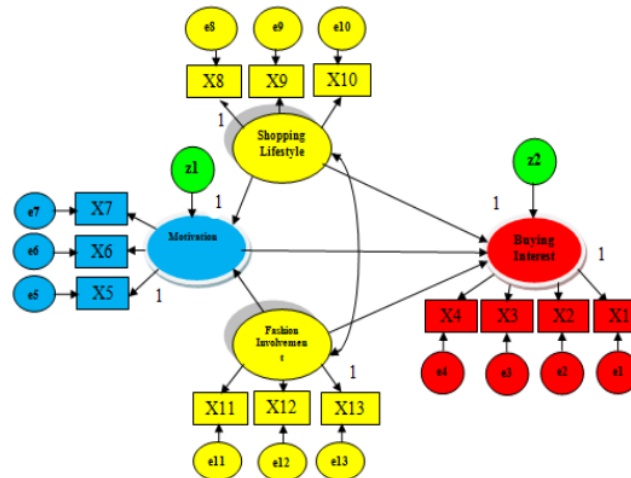 e8 e9 e10
X8 X9 X10
1
Shopping
Lifestyle
z1 z2
1 1
e7 X7
Motivation
Buying
Interest
1
e6 X6
e5 X5 1
X4 X3 X2 X1
Fashion
Involvemen
t
1
e4 e3 e2 e1
X11 X12 X13
e11 e12 e13